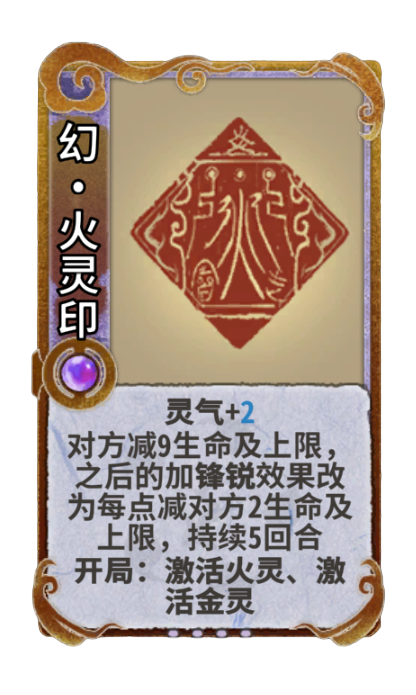 幻·火灵印
灵气+2
对方减9生命及上限，
之后的加锋锐效果改
为每点减对方2生命及
上限，持续5回合
开局：激活火灵、激
活金灵